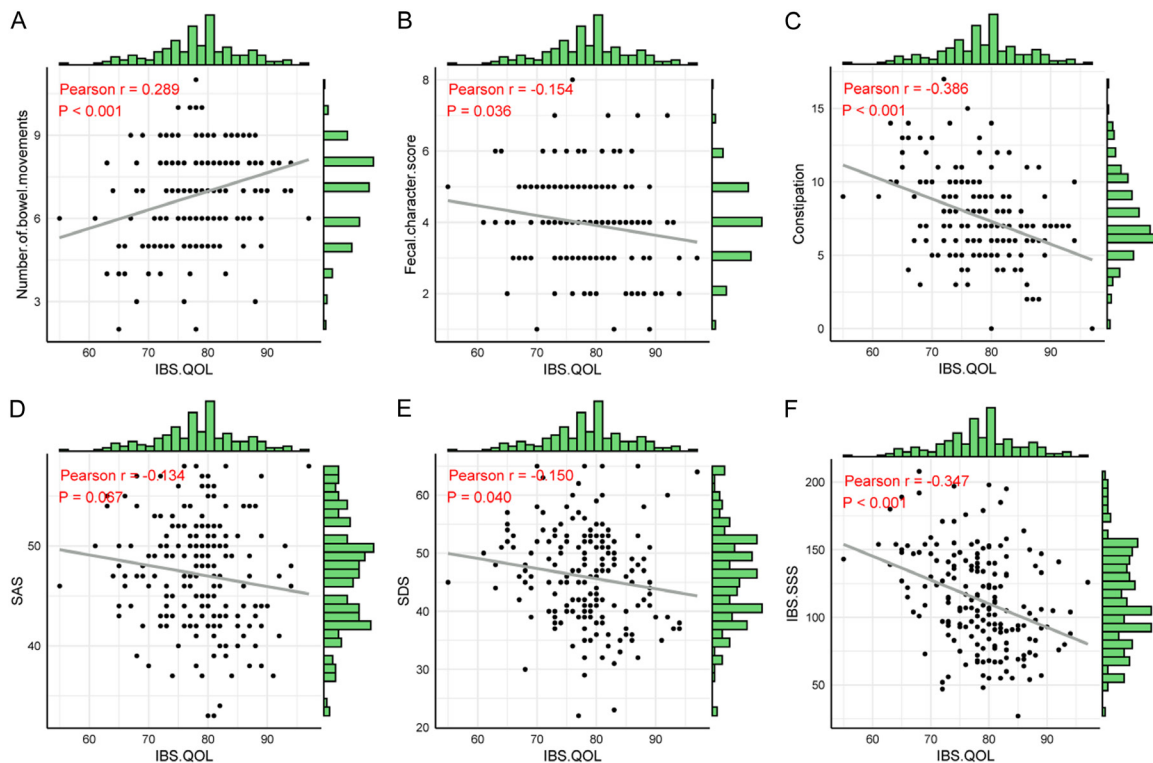 A
Pearson r = 0.289
P < 0.001
Number.of.bowel.movements
9
6
3
60 70 80 90
IBS.QOL
B
Pearson r = -0.154
P = 0.036
Fecal.character.score
8
6
4
2
60 70 80 90
IBS.QOL
C
Pearson r = -0.386
P < 0.001
Constipation
15
10
5
0
60 70 80 90
IBS.QOL
D
Pearson r = -0.134
P = 0.067
SAS
50
40
60 70 80 90
IBS.QOL
E
Pearson r = -0.150
P = 0.040
SDS
60
50
40
30
20
60 70 80 90
IBS.QOL
F
Pearson r = -0.347
P < 0.001
IBS.SSS
200
150
100
50
60 70 80 90
IBS.QOL